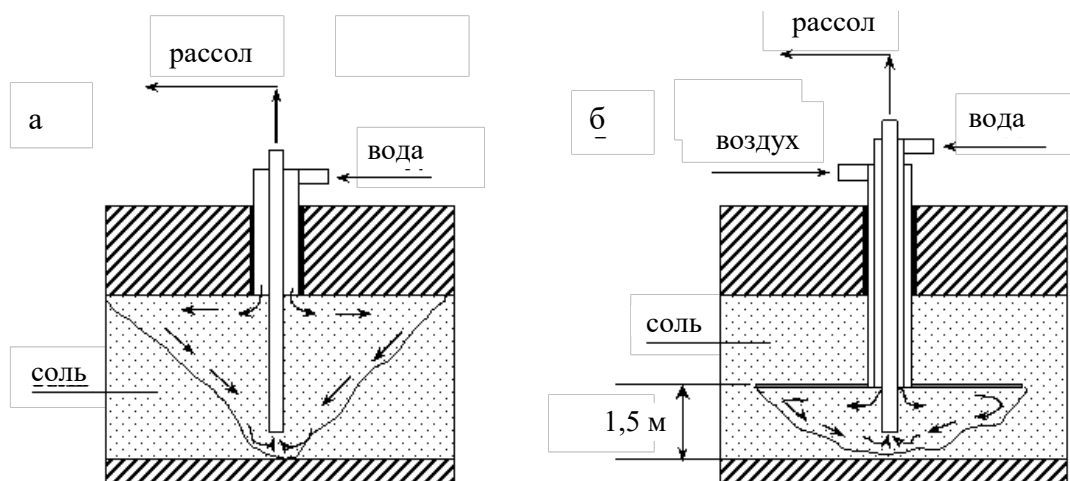 рассол
а
вода
соль
рассол
б
вода
воздух
соль
1,5 м